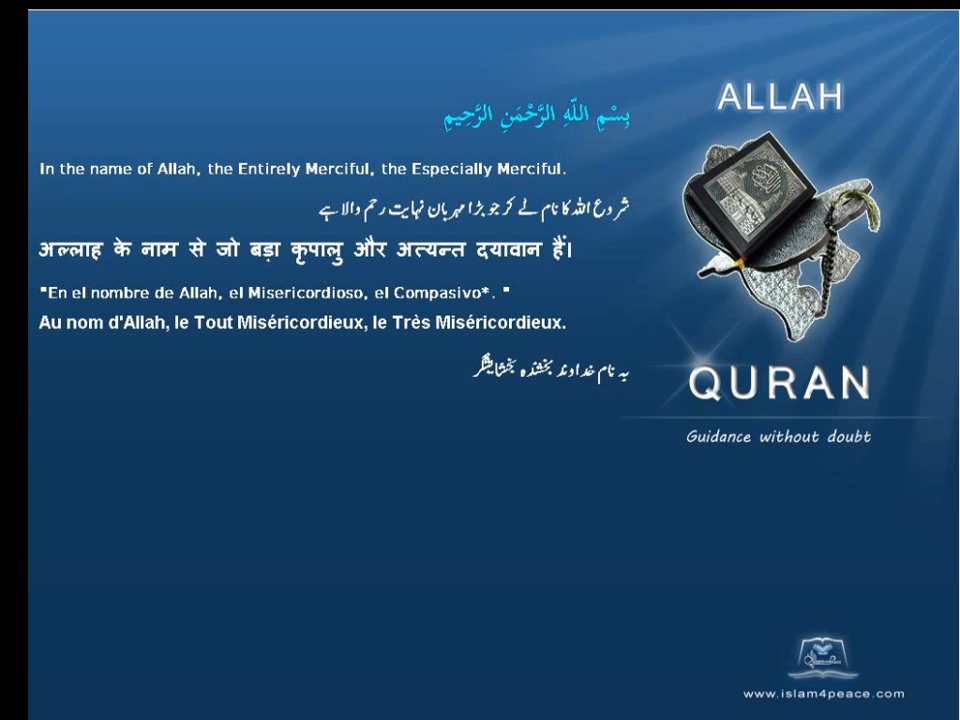 بِسْمِ اللّهِ الرَّحْمَنِ الرَّحِيمِ
In the name of Allah, the Entirely Merciful, the Especially Merciful.
شروع اللہ کا نام لے کر جو بڑا مہربان نہایت رحم والا ہے
अल्लाह के नाम से जो बड़ा कृपालु और अत्यन्त दयावान हैं।
"En el nombre de Allah, el Misericordioso, el Compasivo*. "
Au nom d'Allah, le Tout Miséricordieux, le Très Miséricordieux.
به نام خداوند بخشنده بخشایشگر
ALLAH
QURAN
Guidance without doubt
www.islam4peace.com